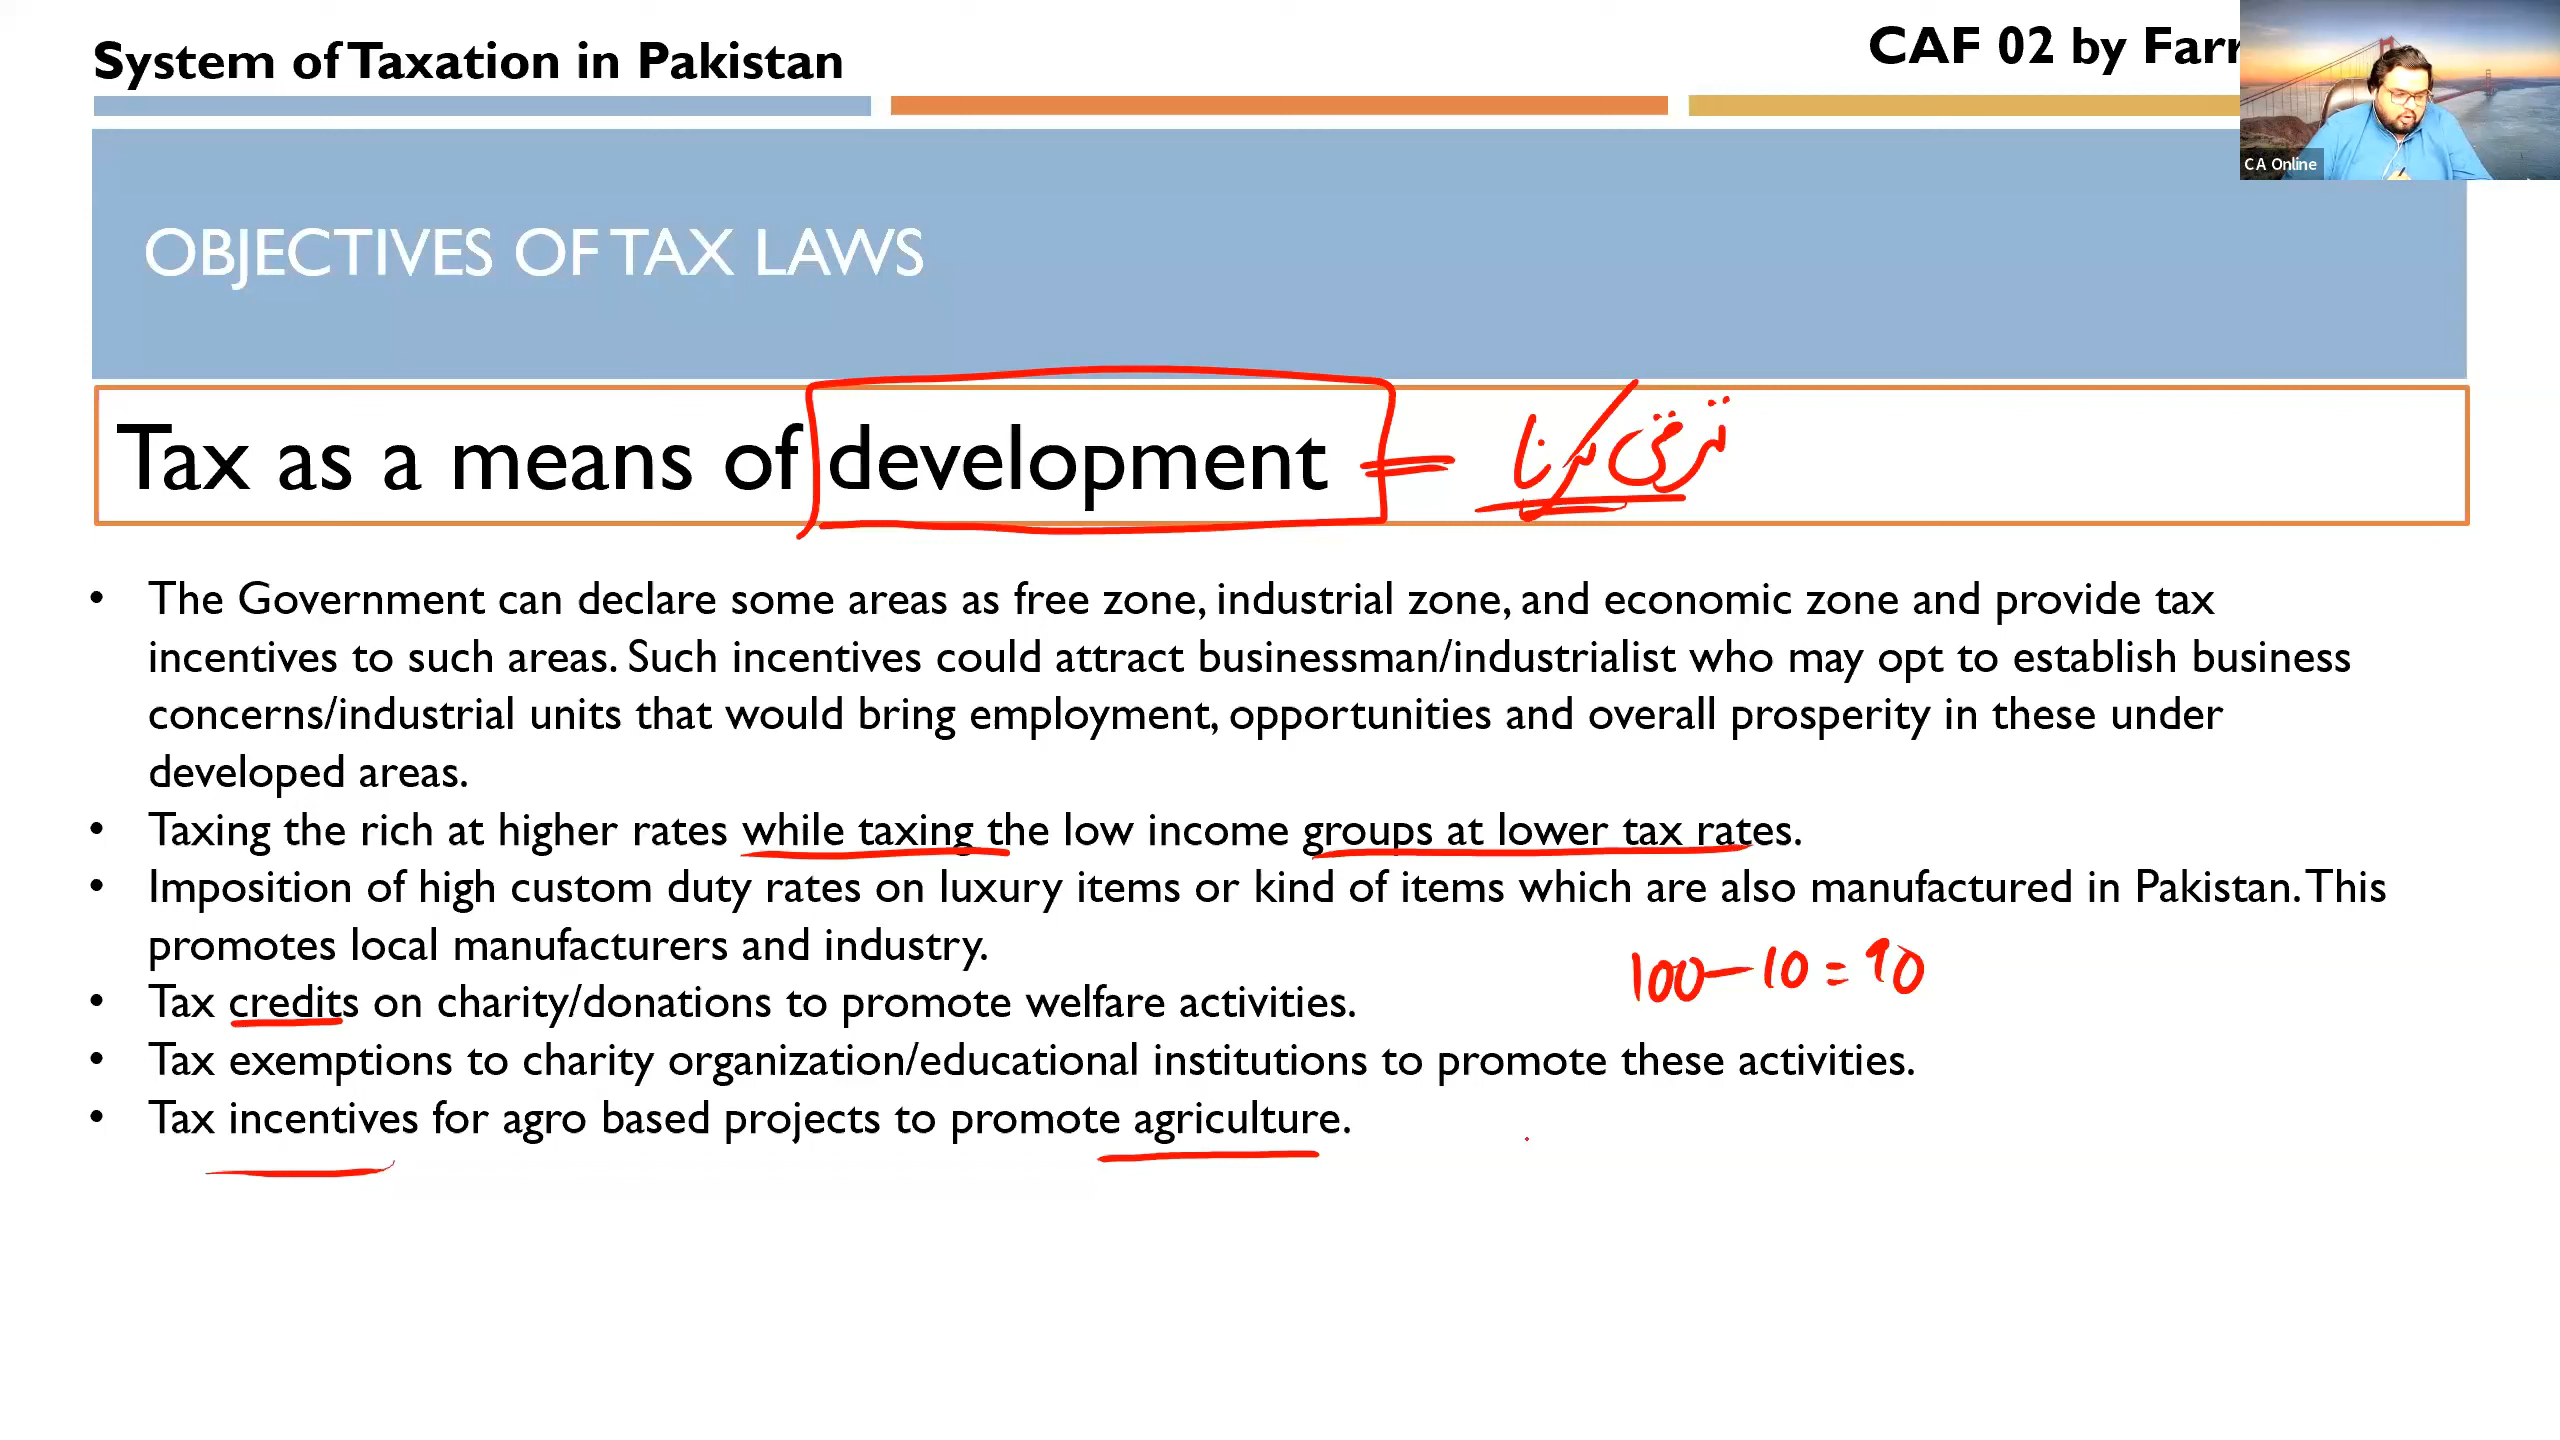 System of Taxation in Pakistan
CAF 02 by Farr
CA Online
OBJECTIVES OF TAX LAWS
Tax as a means of development = ترقی کرنا
• The Government can declare some areas as free zone, industrial zone, and economic zone and provide tax
incentives to such areas. Such incentives could attract businessman/industrialist who may opt to establish business
concerns/industrial units that would bring employment, opportunities and overall prosperity in these under
developed areas.
• Taxing the rich at higher rates while taxing the low income groups at lower tax rates.
• Imposition of high custom duty rates on luxury items or kind of items which are also manufactured in Pakistan. This
promotes local manufacturers and industry.
100 - 10 = 90
• Tax credits on charity/donations to promote welfare activities.
• Tax exemptions to charity organization/educational institutions to promote these activities.
• Tax incentives for agro based projects to promote agriculture.